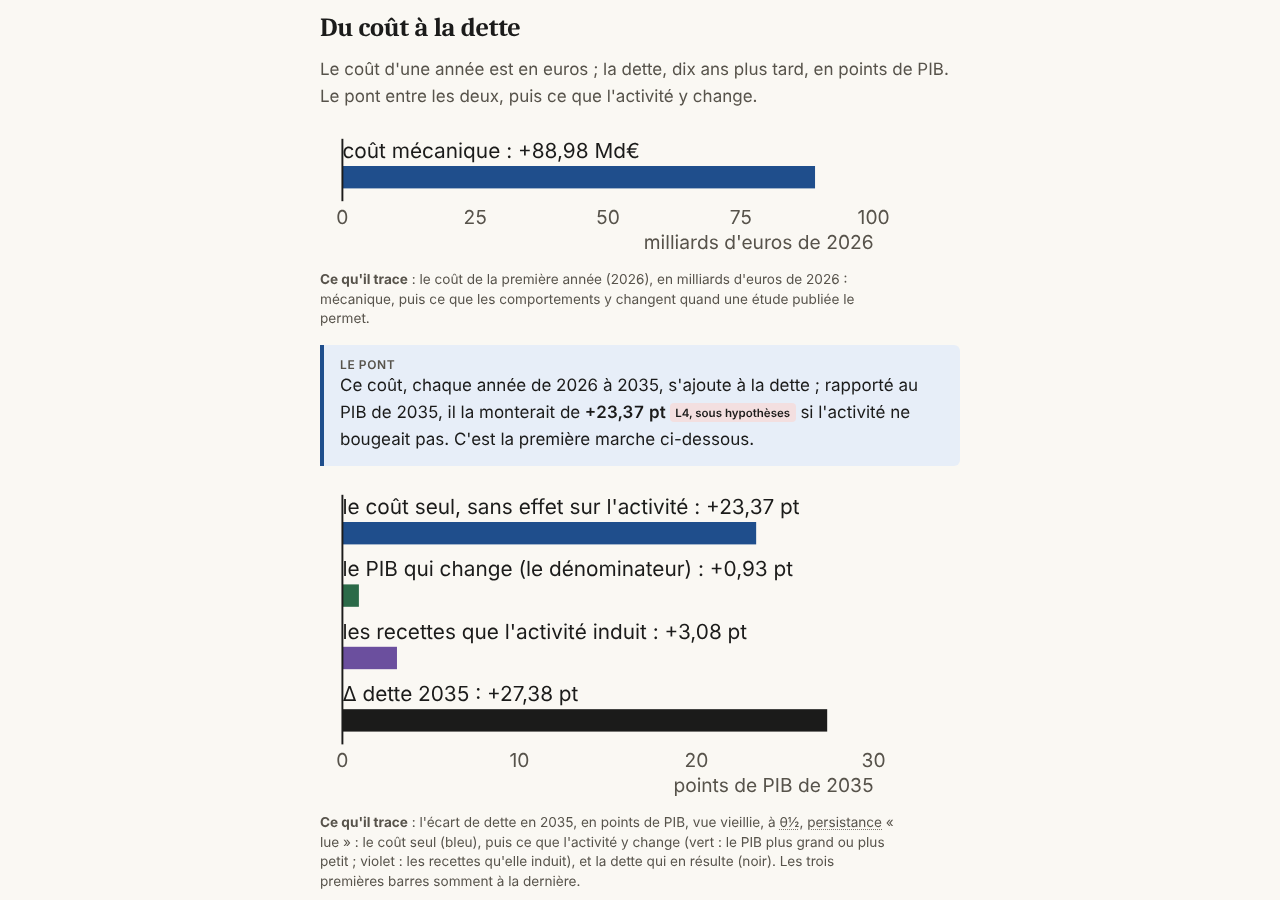 Du coût à la dette
Le coût d'une année est en euros ; la dette, dix ans plus tard, en points de PIB.
Le pont entre les deux, puis ce que l'activité y change.
coût mécanique : +88,98 Md€
0 25 50 75 100
milliards d'euros de 2026
Ce qu'il trace : le coût de la première année (2026), en milliards d'euros de 2026 :
mécanique, puis ce que les comportements y changent quand une étude publiée le
permet.
LE PONT
Ce coût, chaque année de 2026 à 2035, s'ajoute à la dette ; rapporté au
PIB de 2035, il la monterait de +23,37 pt L4, sous hypothèses si l'activité ne
bougeait pas. C'est la première marche ci-dessous.
le coût seul, sans effet sur l'activité : +23,37 pt
le PIB qui change (le dénominateur) : +0,93 pt
les recettes que l'activité induit : +3,08 pt
Δ dette 2035 : +27,38 pt
0 10 20 30
points de PIB de 2035
Ce qu'il trace : l'écart de dette en 2035, en points de PIB, vue vieillie, à θ½, persistance «
lue » : le coût seul (bleu), puis ce que l'activité y change (vert : le PIB plus grand ou plus
petit ; violet : les recettes qu'elle induit), et la dette qui en résulte (noir). Les trois
premières barres somment à la dernière.